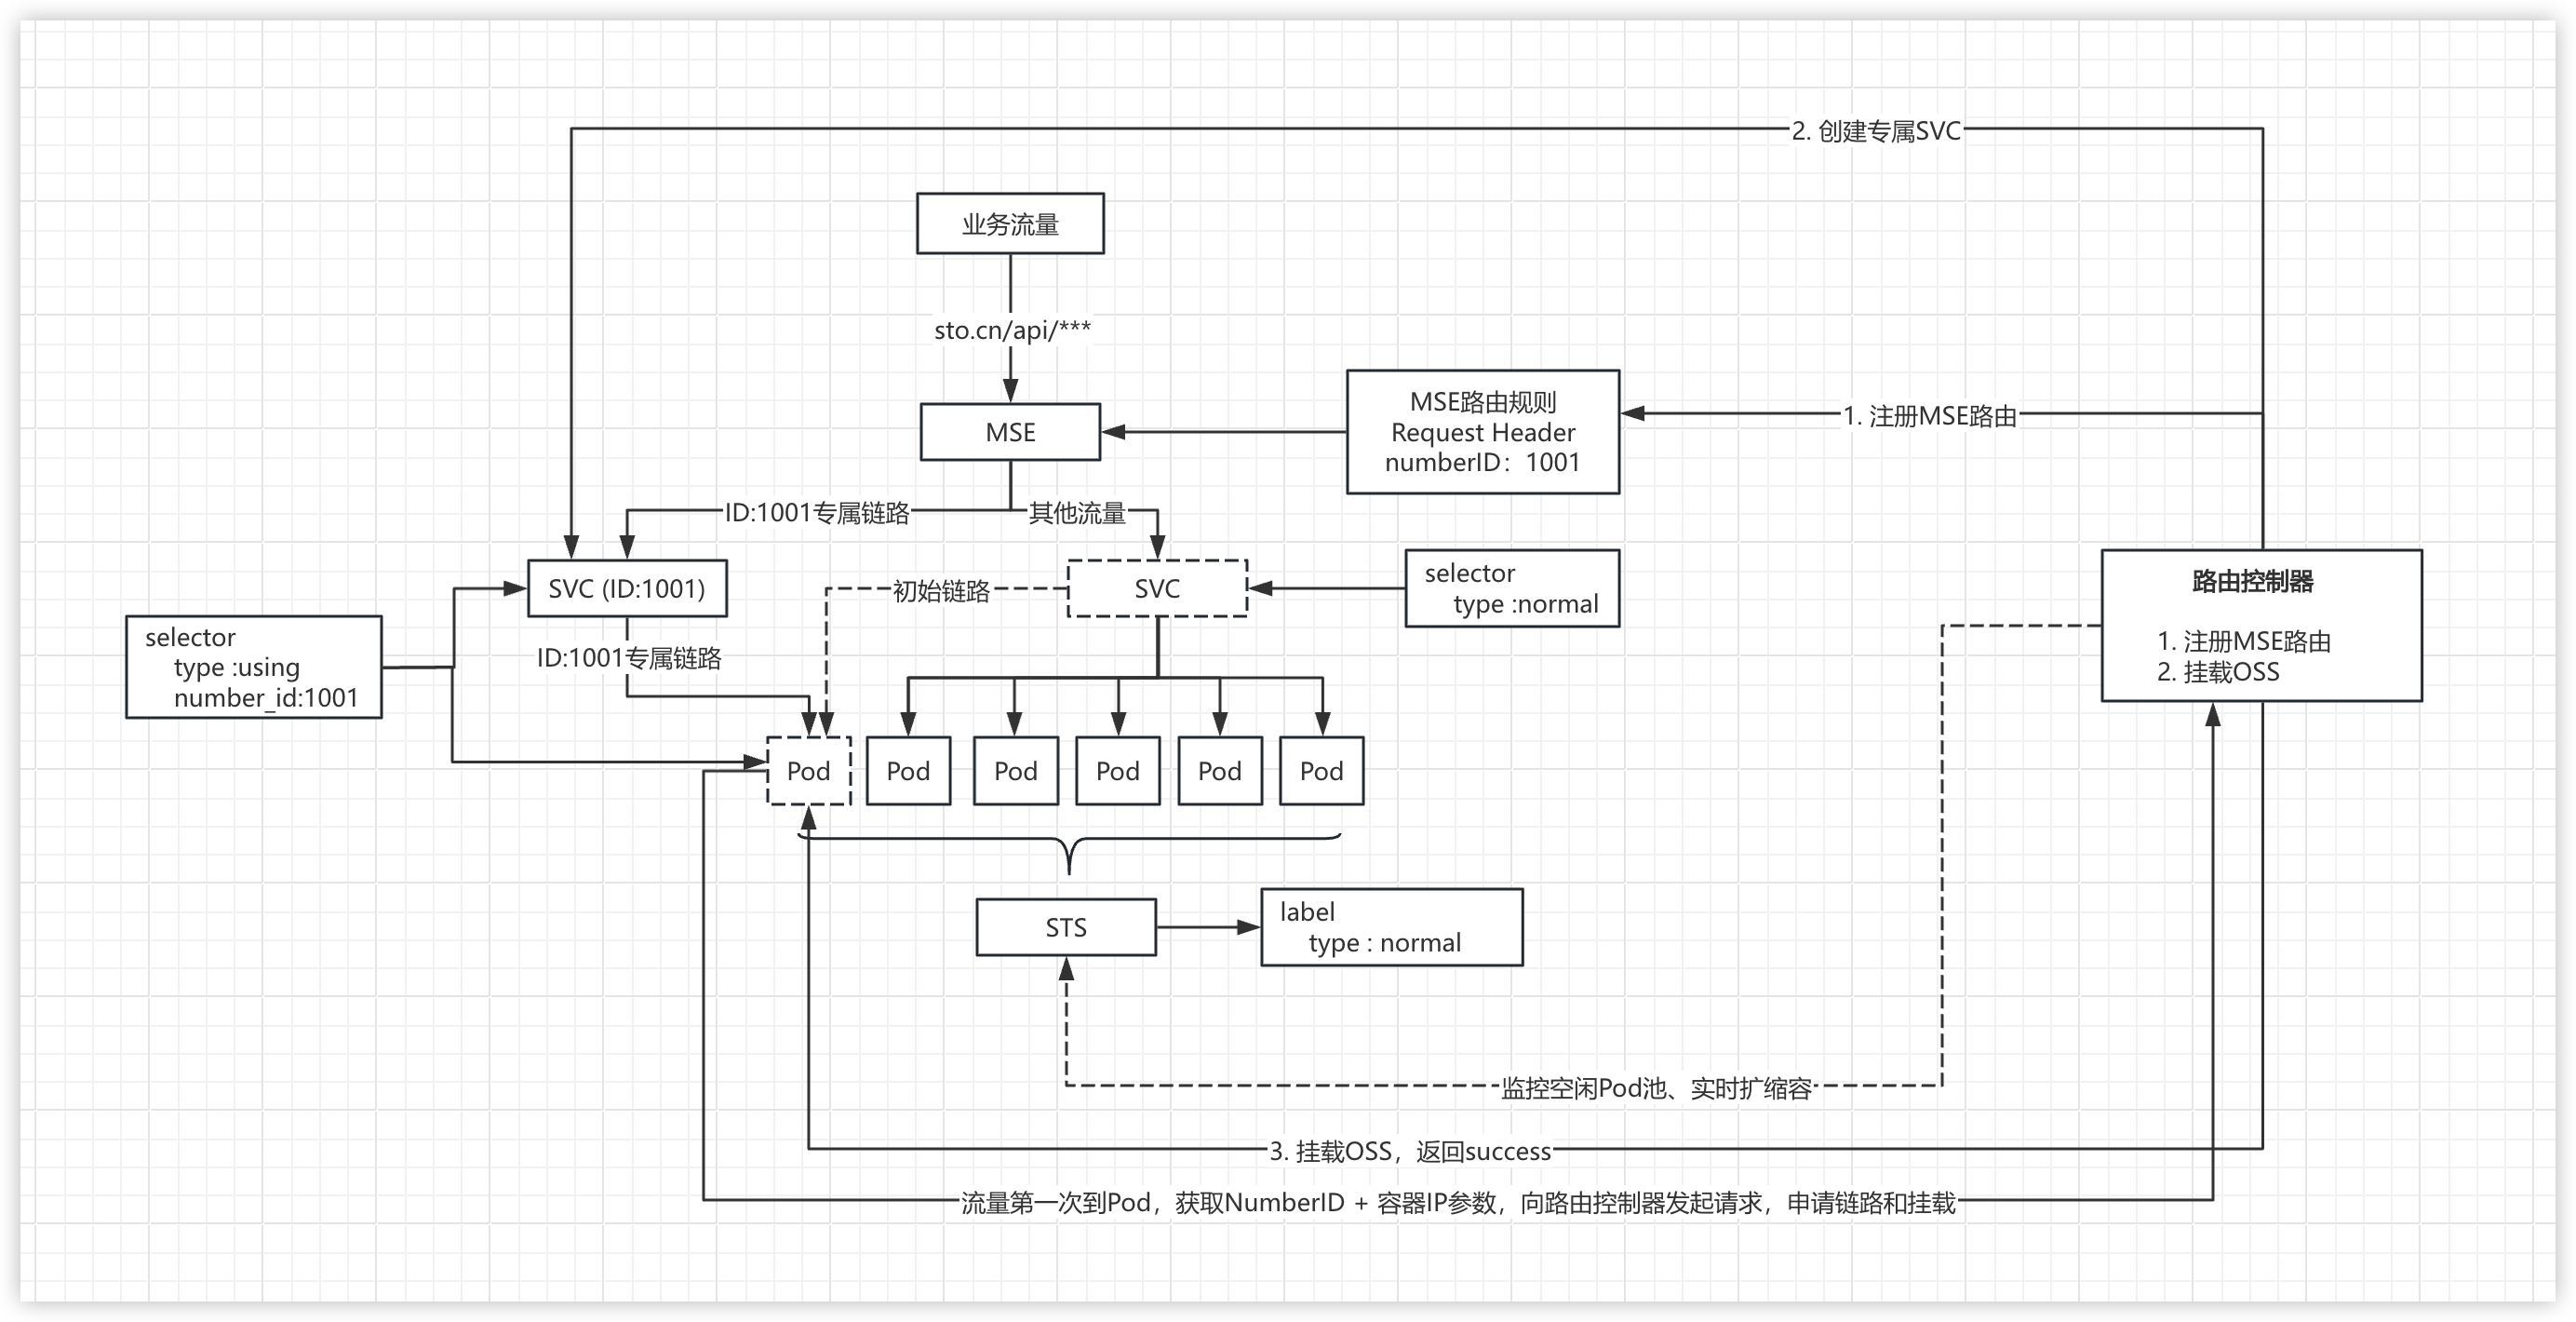 2. 创建专属SVC
业务流量
sto.cn/api/***
MSE路由规则
Request Header
numberID：1001
1. 注册MSE路由
MSE
ID:1001专属链路
其他流量
SVC (ID:1001)
初始链路
SVC
selector
type :normal
路由控制器
1. 注册MSE路由
2. 挂载OSS
selector
type :using
number_id:1001
ID:1001专属链路
Pod
Pod
Pod
Pod
Pod
Pod
STS
label
type : normal
监控空闲Pod池、实时扩缩容
3. 挂载OSS，返回success
流量第一次到Pod，获取NumberID + 容器IP参数，向路由控制器发起请求，申请链路和挂载